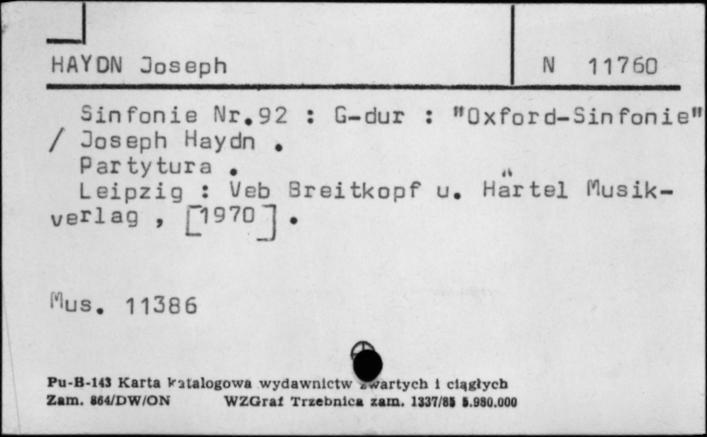 HAYDN Joseph N 11760
Sinfonie Nr.92 : G-dur : "Oxford-Sinfonie"
/ Joseph Haydn .
Partytura .
Leipzig : Veb Breitkopf u. Härtel Musik-
verlag , [1970] .
Mus. 11386
Pu-B-143 Karta katalogowa wydawnictw zwartych i ciągłych
Zam. 864/DW/ON WZGraf Trzebnica zam. 1337/85 5.980.000